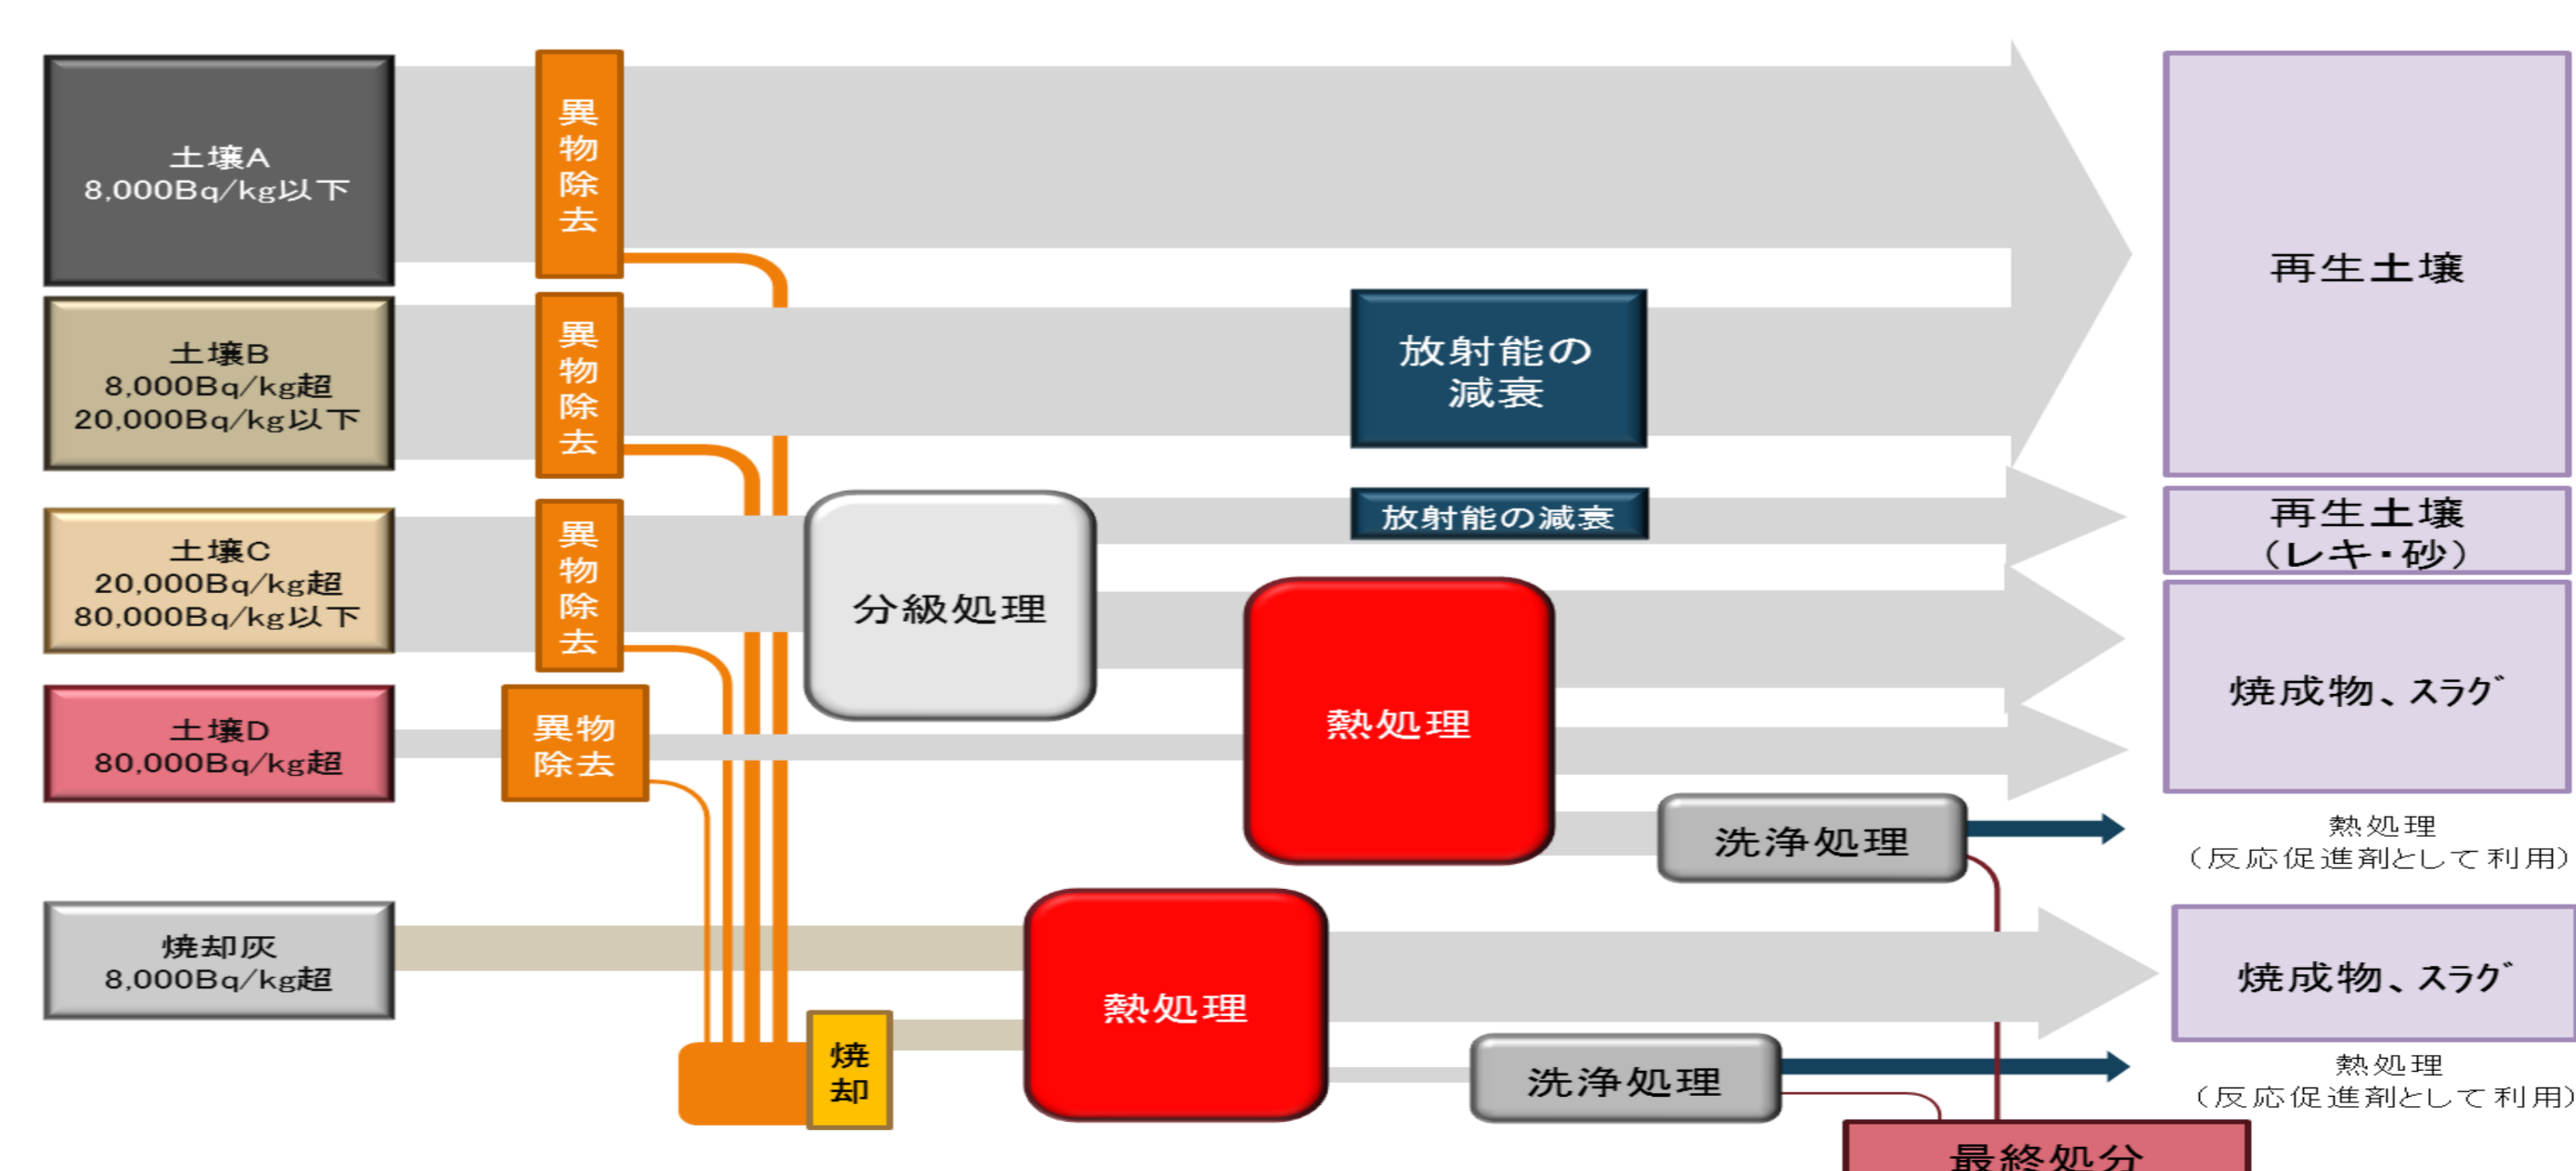 土壌A
8,000Bq/kg以下
異物除去
再生土壌
土壌B
8,000Bq/kg超
20,000Bq/kg以下
異物除去
放射能の
減衰
土壌C
20,000Bq/kg超
80,000Bq/kg以下
異物除去
分級処理
放射能の減衰
再生土壌
(レキ・砂)
熱処理
焼成物、スラグ
土壌D
80,000Bq/kg超
異物
除去
洗浄処理
熱処理
(反応促進剤として利用)
焼却灰
8,000Bq/kg超
焼却
熱処理
焼成物、スラグ
洗浄処理
熱処理
(反応促進剤として利用)
最終処分